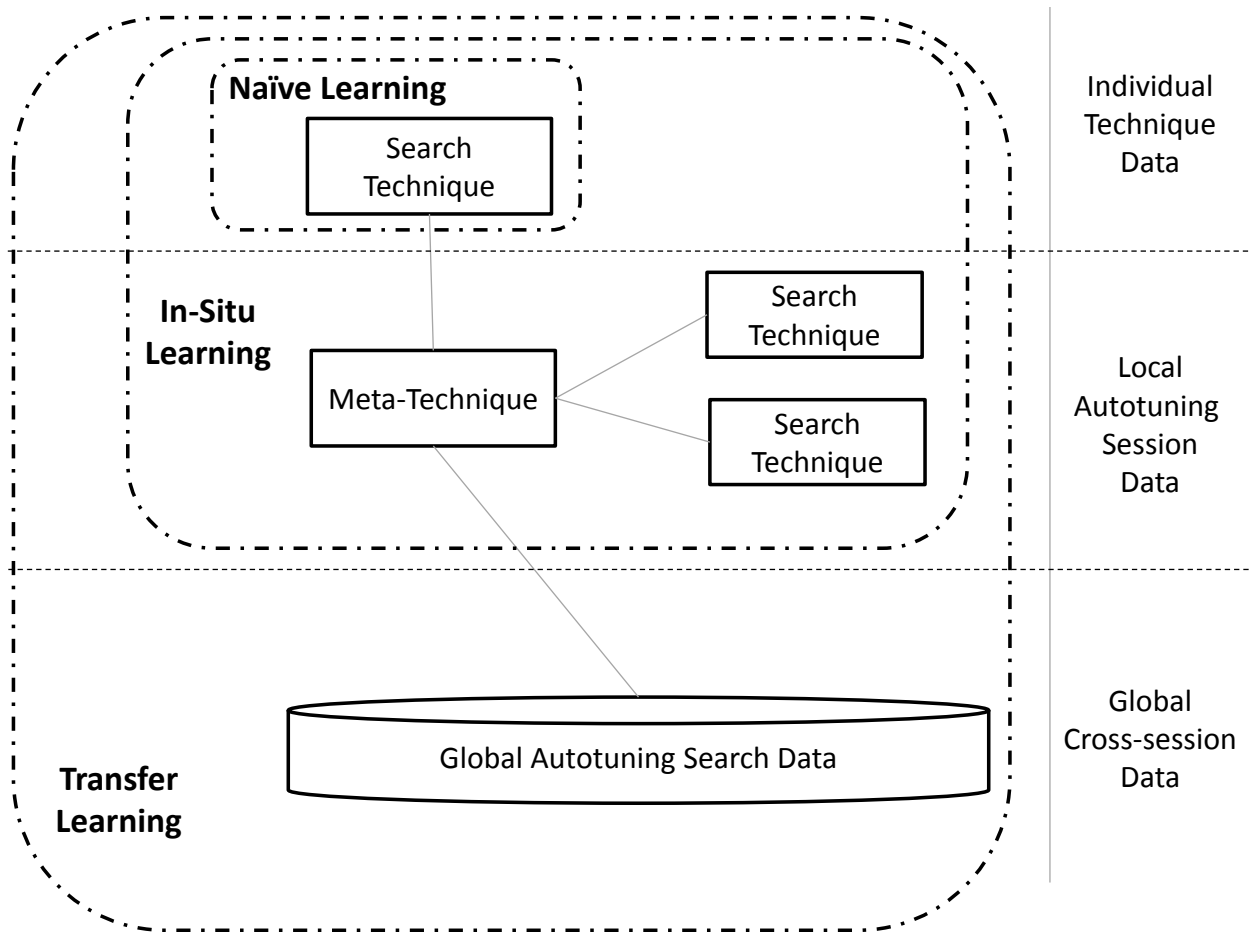 Naïve Learning
Search
Technique
Individual
Technique
Data
In-Situ
Learning
Meta-Technique
Search
Technique
Search
Technique
Local
Autotuning
Session
Data
Transfer
Learning
Global Autotuning Search Data
Global
Cross-session
Data